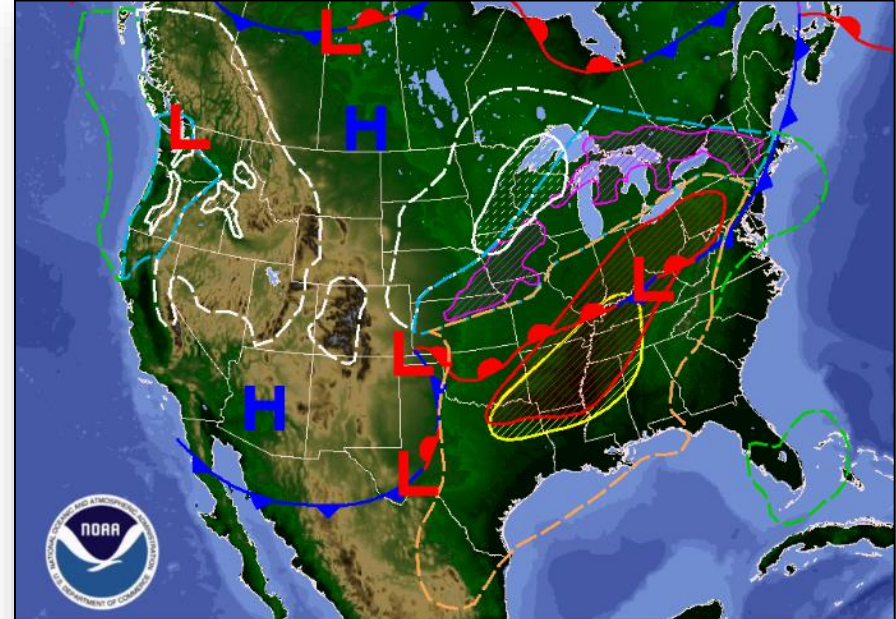 L
H
L
H
L
L
L
NOAA
NATIONAL OCEANIC AND ATMOSPHERIC ADMINISTRATION
U.S. DEPARTMENT OF COMMERCE